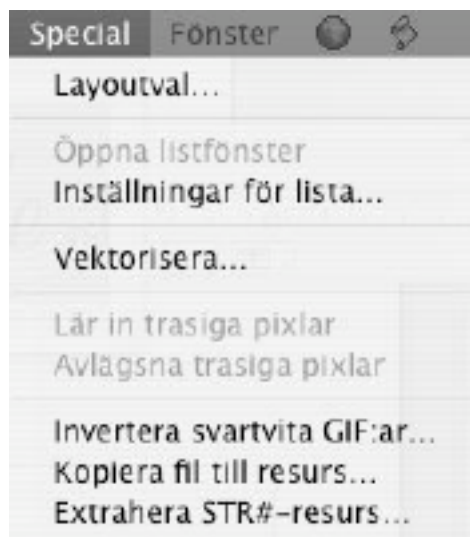 Special Fönster
Layoutval...
Öppna listfönster
Inställningar för lista...
Vektorisera...
Lär in trasiga pixlar
Avlägsna trasiga pixlar
Invertera svartvita GIF:ar...
Kopiera fil till resurs...
Extrahera STR#-resurs...